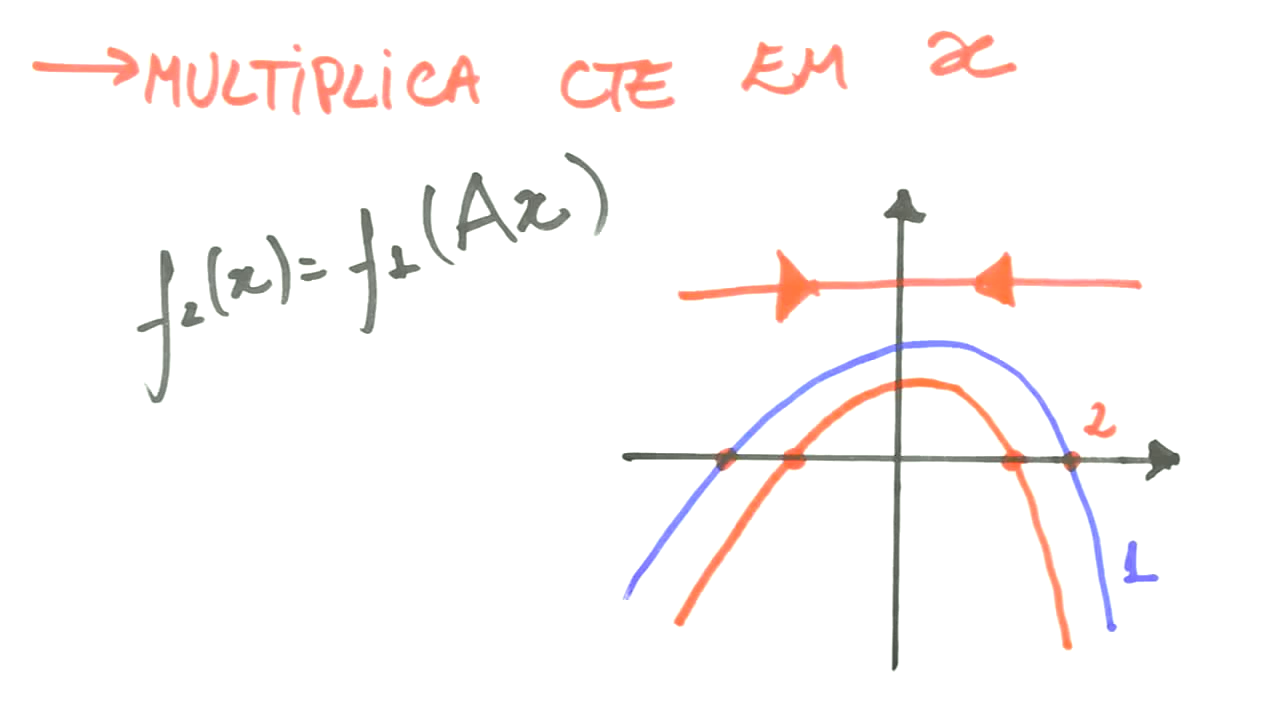 →MULTIPLICA CTE EM x
f₂(x)=f₁(Ax)
2
1